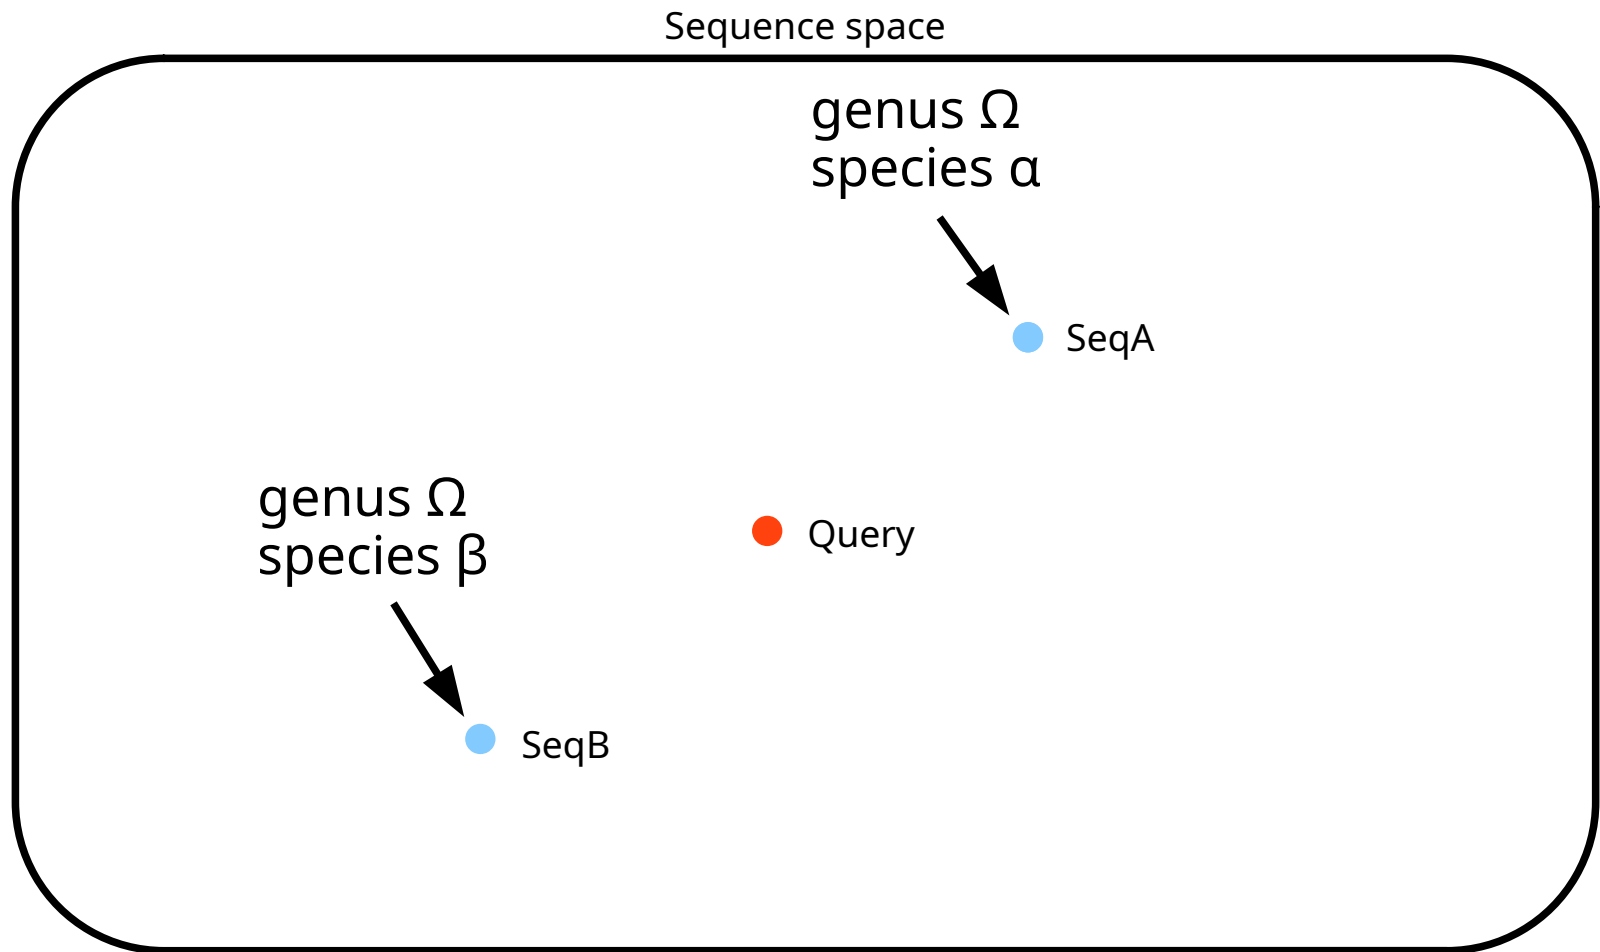 Sequence space
genus Ω
species α
SeqA
genus Ω
species β
Query
SeqB